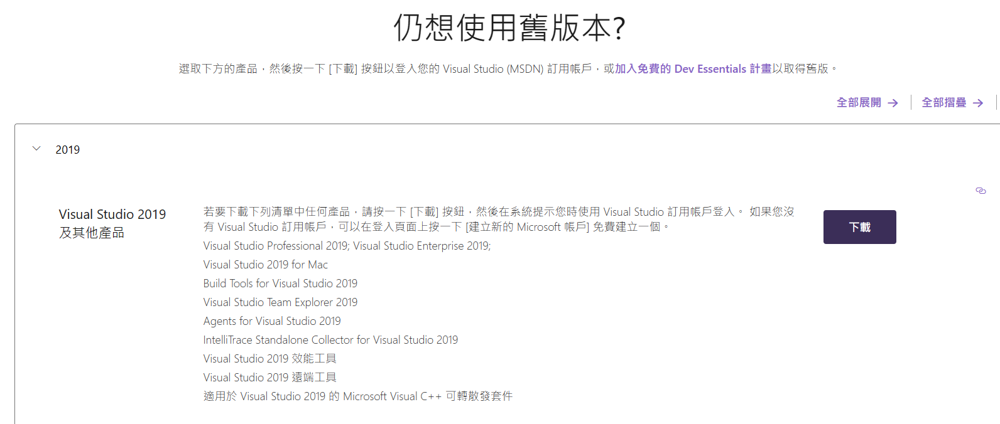 仍想使用舊版本?
選取下方的產品，然後按一下 [下載] 按鈕以登入您的 Visual Studio (MSDN) 訂用帳戶，或加入免費的 Dev Essentials 計畫以取得舊版。
全部展開 → | 全部摺疊 → |
2019
Visual Studio 2019
及其他產品
若要下載下列清單中任何產品，請按一下 [下載] 按鈕，然後在系統提示您時使用 Visual Studio 訂用帳戶登入。 如果您沒
有 Visual Studio 訂用帳戶，可以在登入頁面上按一下 [建立新的 Microsoft 帳戶] 免費建立一個。
Visual Studio Professional 2019; Visual Studio Enterprise 2019;
Visual Studio 2019 for Mac
Build Tools for Visual Studio 2019
Visual Studio Team Explorer 2019
Agents for Visual Studio 2019
IntelliTrace Standalone Collector for Visual Studio 2019
Visual Studio 2019 效能工具
Visual Studio 2019 遠端工具
適用於 Visual Studio 2019 的 Microsoft Visual C++ 可轉散發套件
下載